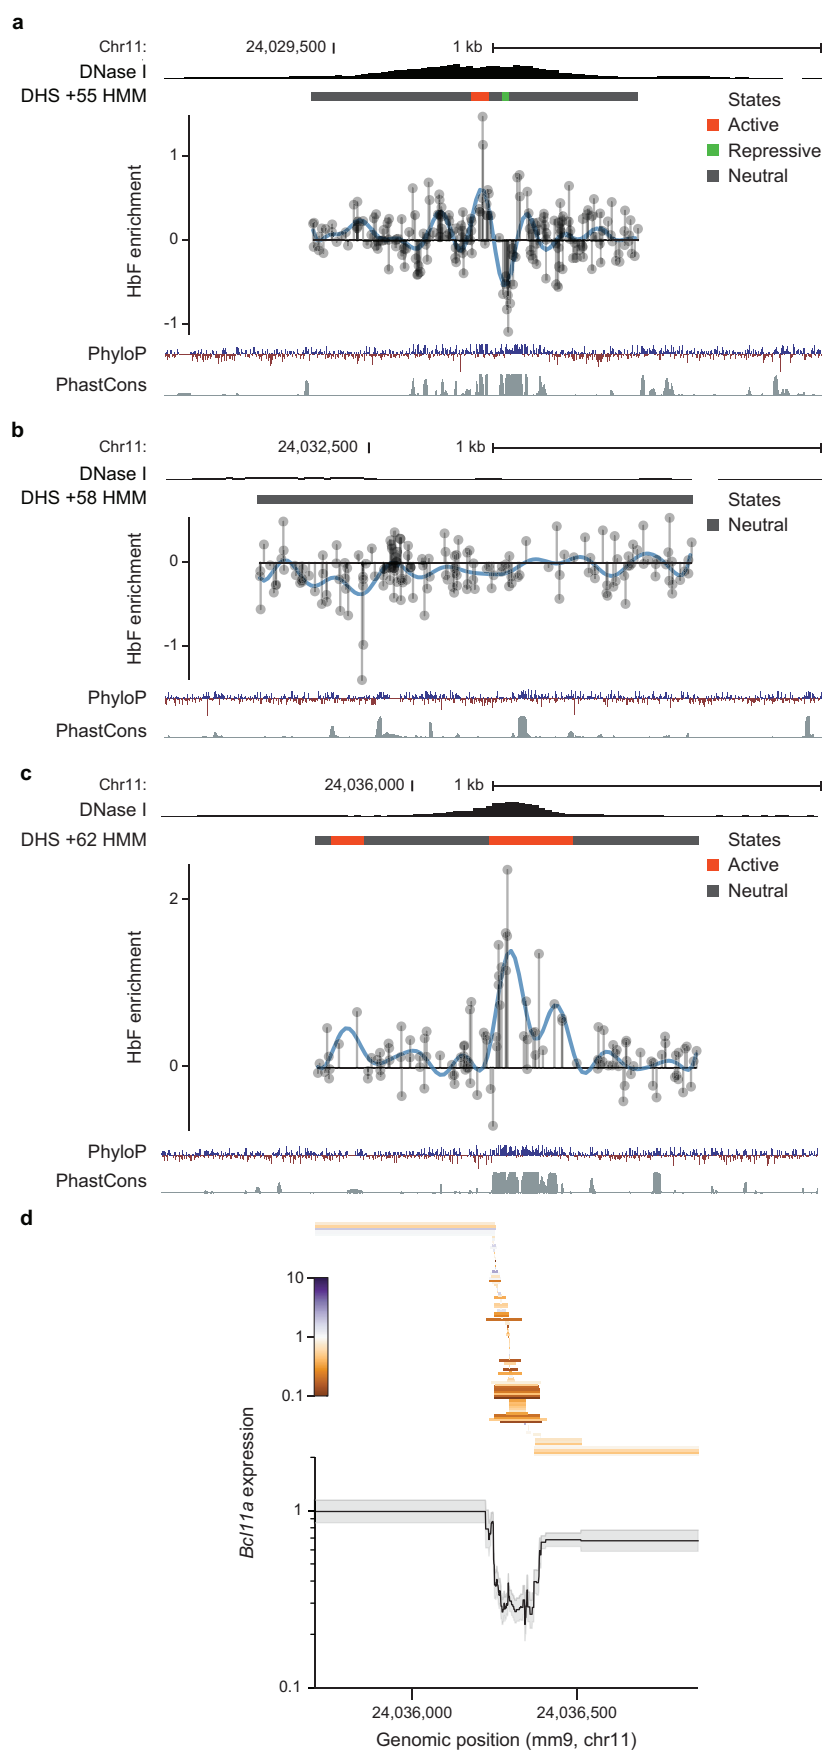 a
Chr11: 24,029,500 1 kb
DNase I
DHS +55 HMM
States
Active
Repressive
Neutral
HbF enrichment
1
0
-1
PhyloP
PhastCons
b
Chr11: 24,032,500 1 kb
DNase I
DHS +58 HMM
States
Neutral
HbF enrichment
0
-1
PhyloP
PhastCons
c
Chr11: 24,036,000 1 kb
DNase I
DHS +62 HMM
States
Active
Neutral
HbF enrichment
2
0
PhyloP
PhastCons
d
10
1
0.1
Bcl11a expression
1
0.1
24,036,000 24,036,500
Genomic position (mm9, chr11)